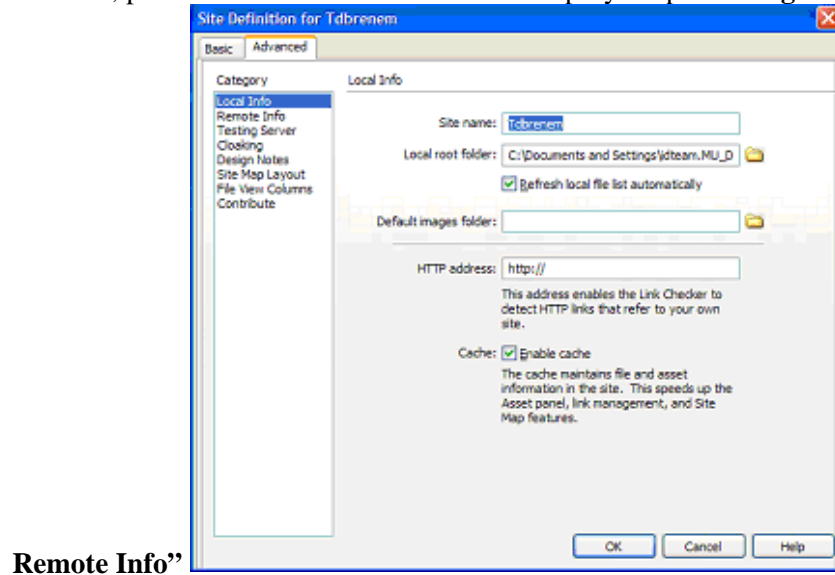 Site Definition for Tdbrenem
Basic Advanced
Category
Local Info
Remote Info
Testing Server
Cloaking
Design Notes
Site Map Layout
File View Columns
Contribute
Local Info
Site name: Tdbrenem
Local root folder: C:\Documents and Settings\idteam.MU_D
Refresh local file list automatically
Default images folder:
HTTP address: http://
This address enables the Link Checker to
detect HTTP links that refer to your own
site.
Cache: Enable cache
The cache maintains file and asset
information in the site. This speeds up the
Asset panel, link management, and Site
Map features.
OK Cancel Help
Remote Info”